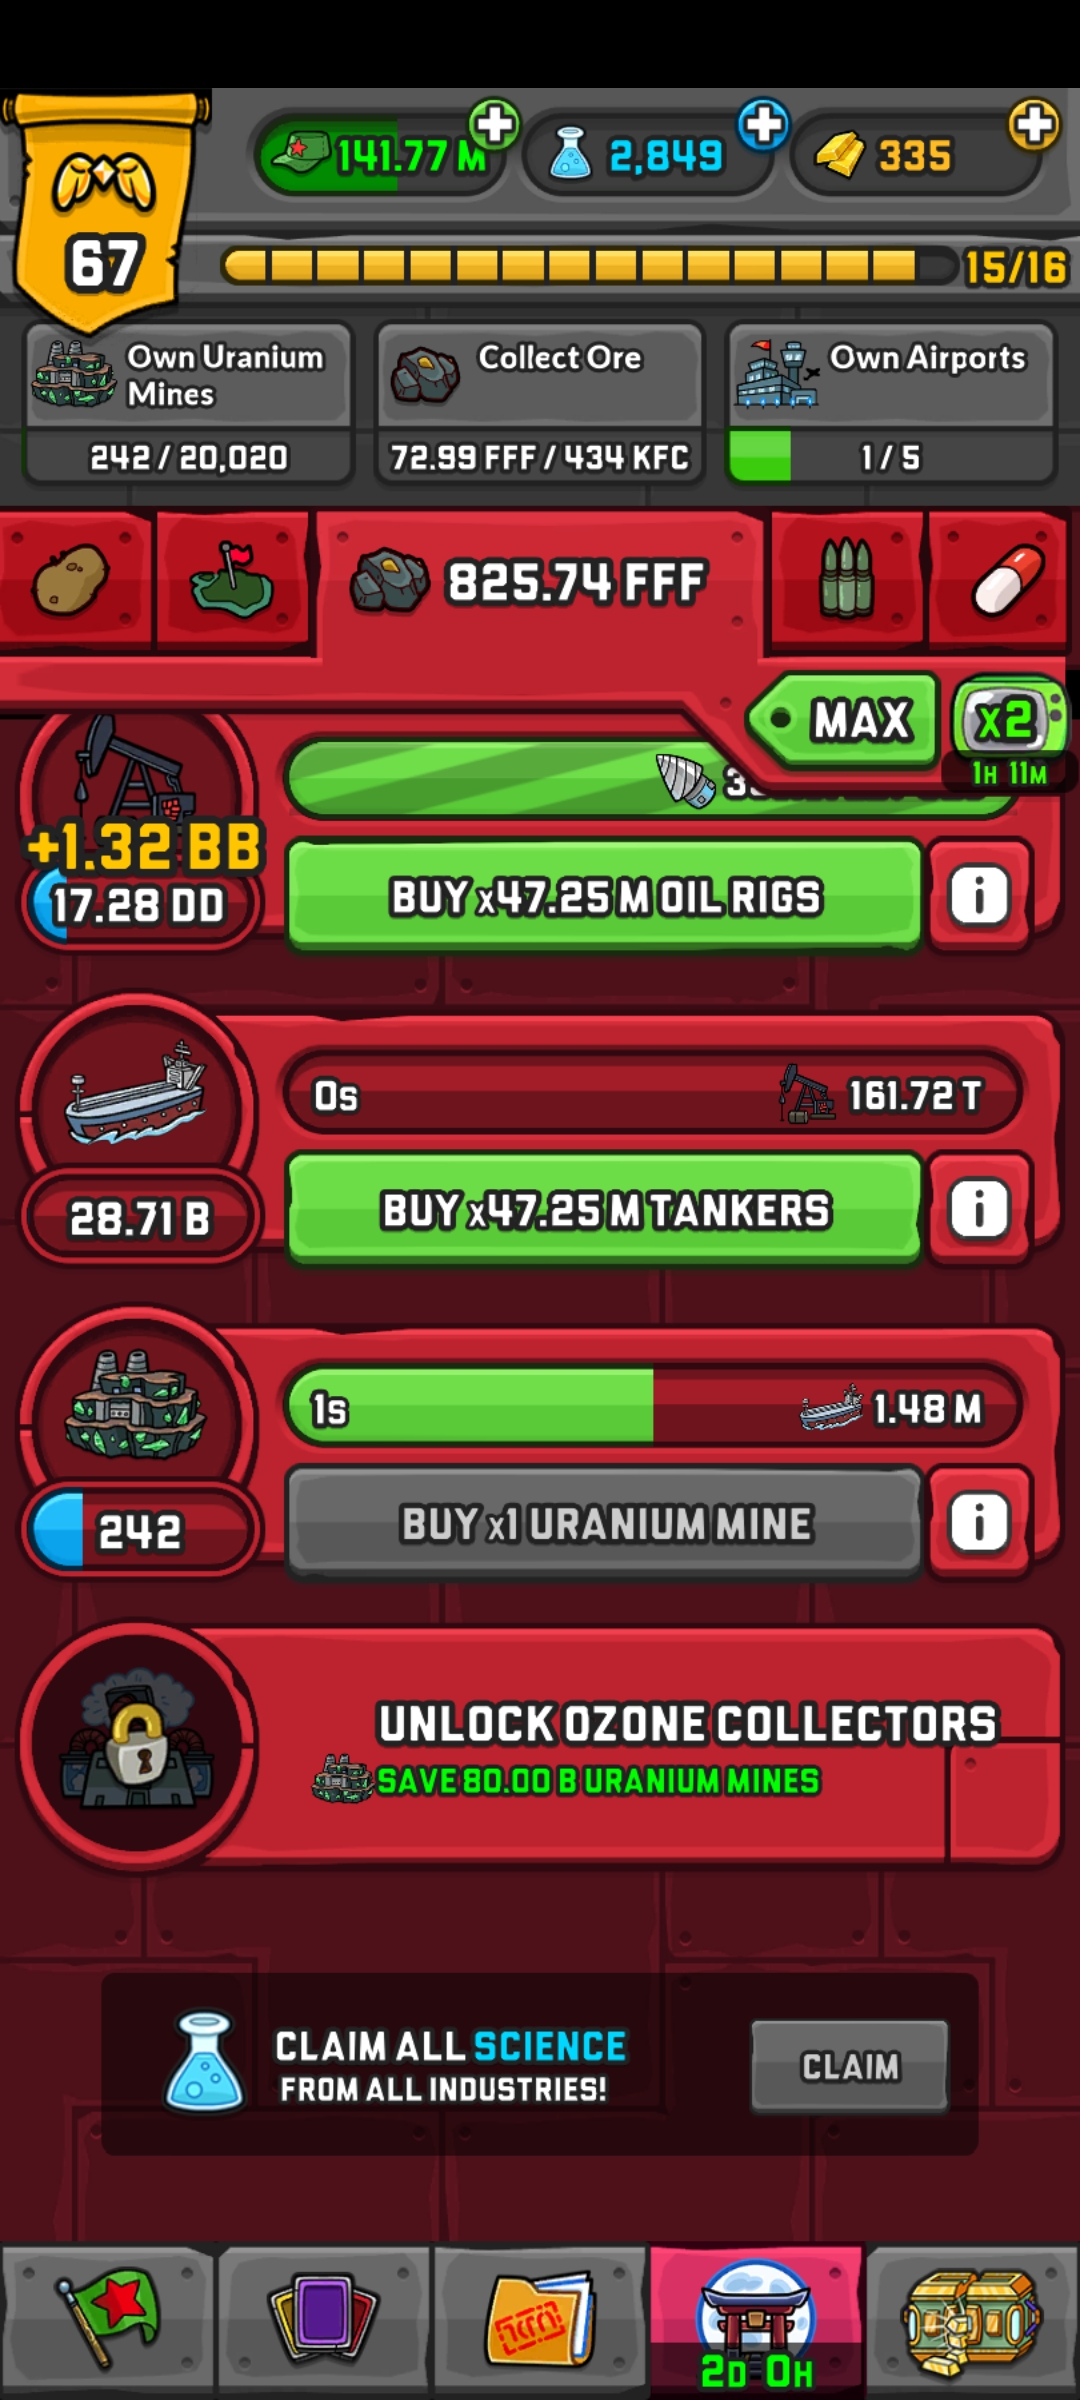 141.77 M
2,849
335
67
15/16
Own Uranium
Mines
242 / 20,020
Collect Ore
72.99 FFF / 434 KFC
Own Airports
1 / 5
825.74 FFF
MAX
x2
1H 11M
+1.32 BB
17.28 DD
BUY x47.25 M OIL RIGS
i
0s
161.72 T
28.71 B
BUY x47.25 M TANKERS
i
1s
1.48 M
242
BUY x1 URANIUM MINE
i
UNLOCK OZONE COLLECTORS
SAVE 80.00 B URANIUM MINES
CLAIM ALL SCIENCE
FROM ALL INDUSTRIES!
CLAIM
2D 0H